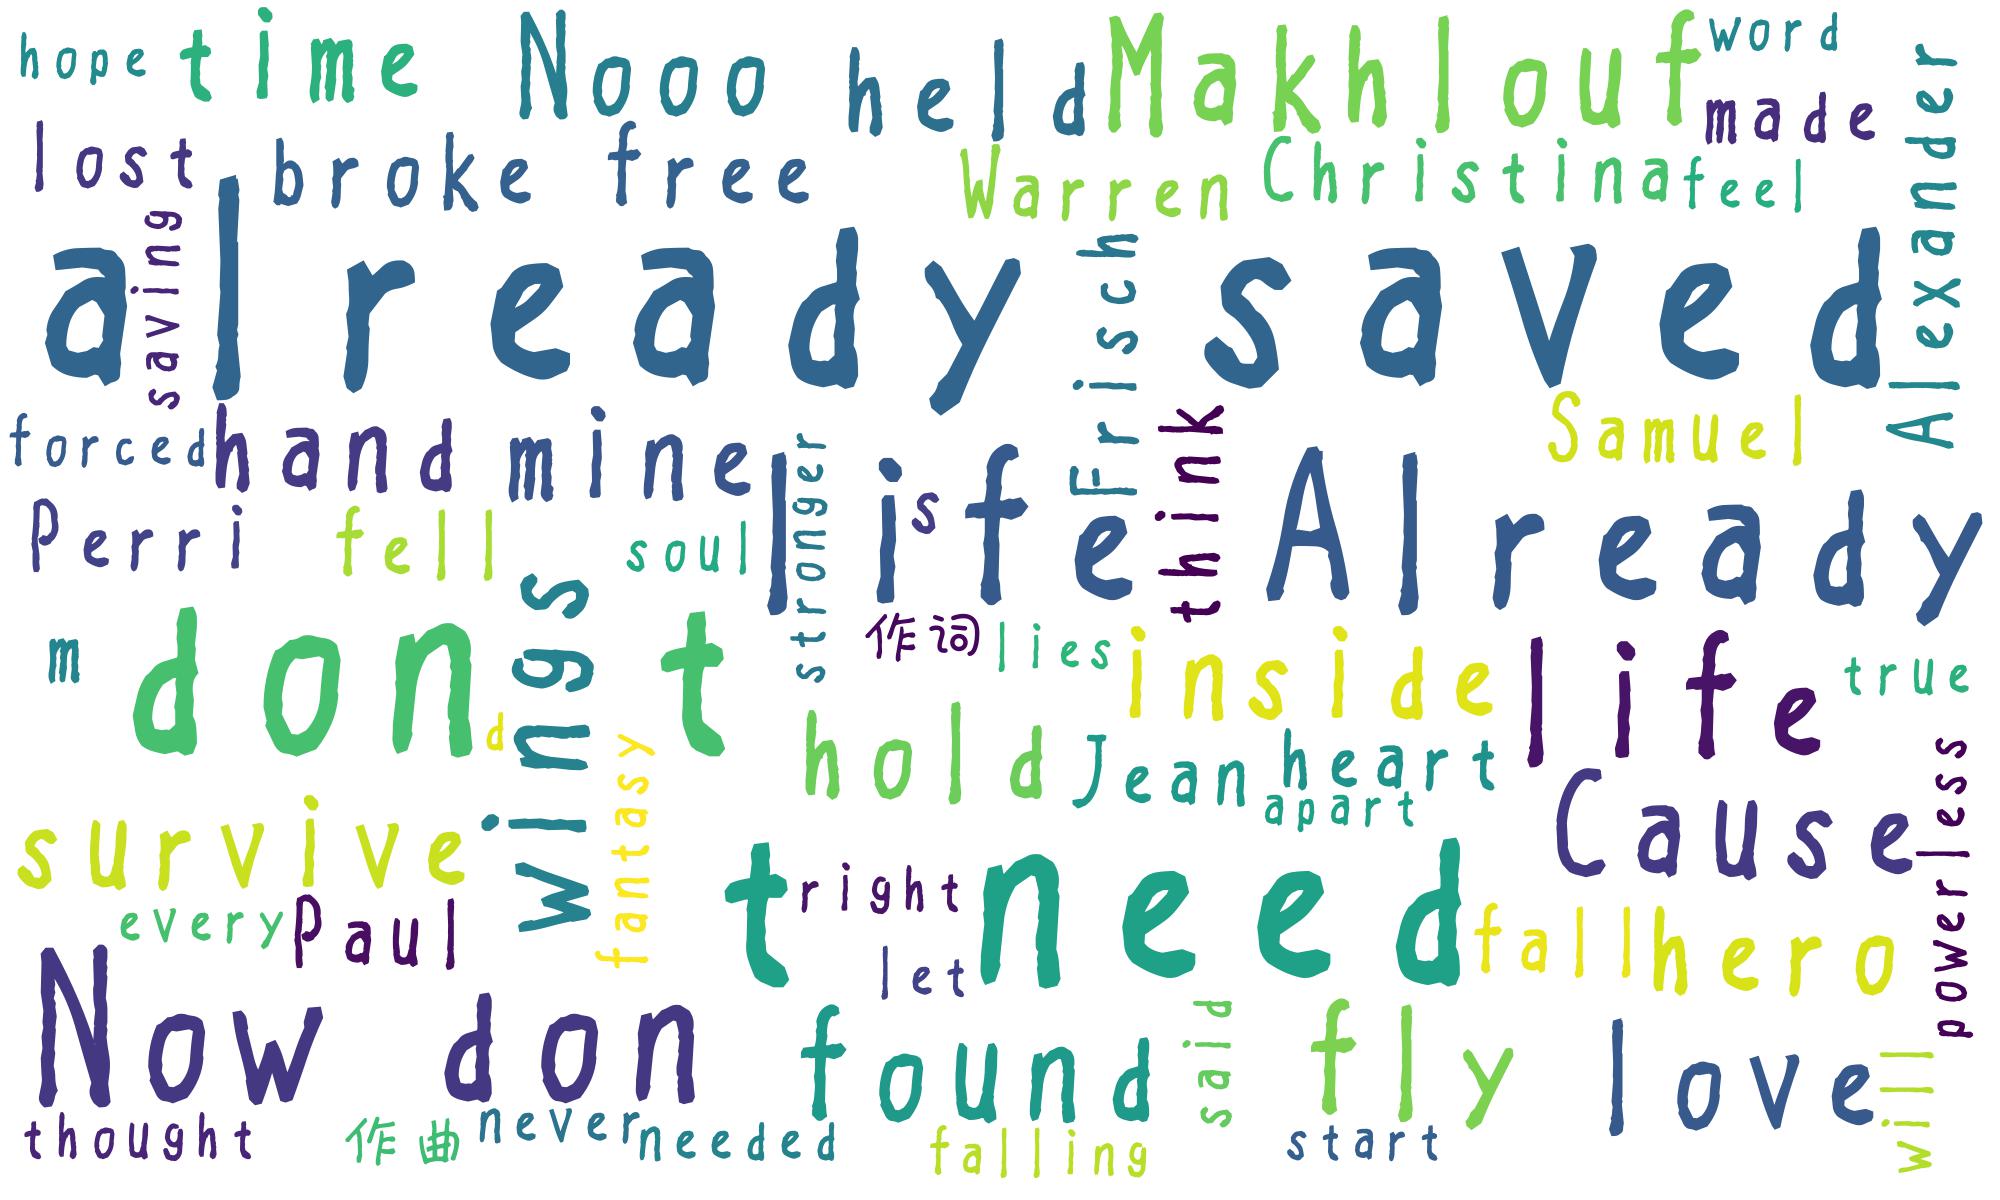 hope time Nooo held Makhlouf word
made
lost broke free Warren Christina feel
Alexander
saving
already saved
Frisch
forced hand mine
Samuel
think
stronger
Perri fell soul life Already
s
wings
m don t
作词 lies inside life true
d
fantasy
hold Jean heart
apart
powerless
survive Cause
every Paul t right need fall hero
let
Now don found said fly love
will
thought 作曲 never needed falling start